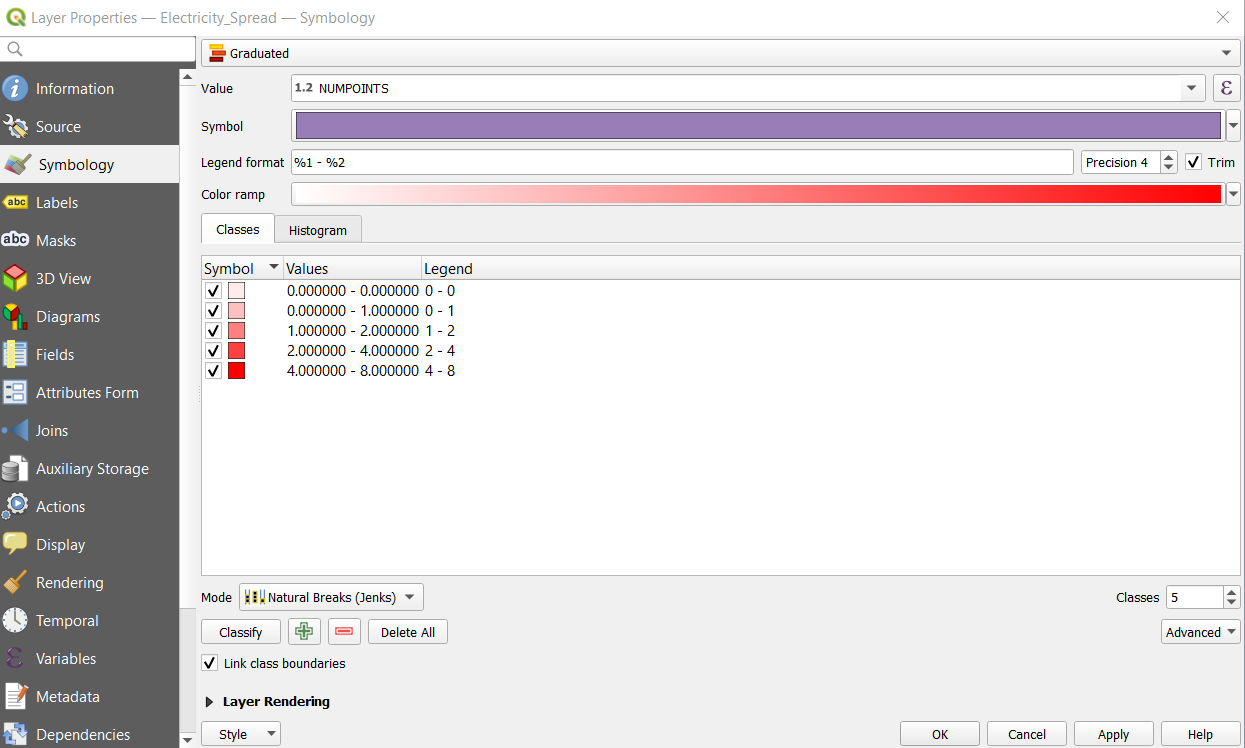 Layer Properties — Electricity_Spread — Symbology
Graduated
Information
Value 1.2 NUMPOINTS ε
Source
Symbol
Symbology
Legend format %1 - %2 Precision 4 Trim
Color ramp
abc Labels
Classes Histogram
abc Masks
Symbol Values Legend
3D View
0.000000 - 0.000000 0 - 0
0.000000 - 1.000000 0 - 1
Diagrams
1.000000 - 2.000000 1 - 2
2.000000 - 4.000000 2 - 4
Fields
4.000000 - 8.000000 4 - 8
Attributes Form
Joins
Auxiliary Storage
Actions
Display
Rendering
Mode Natural Breaks (Jenks) Classes 5
Temporal
Classify Delete All Advanced
ε Variables
Link class boundaries
Metadata
Layer Rendering
Dependencies
Style OK Cancel Apply Help